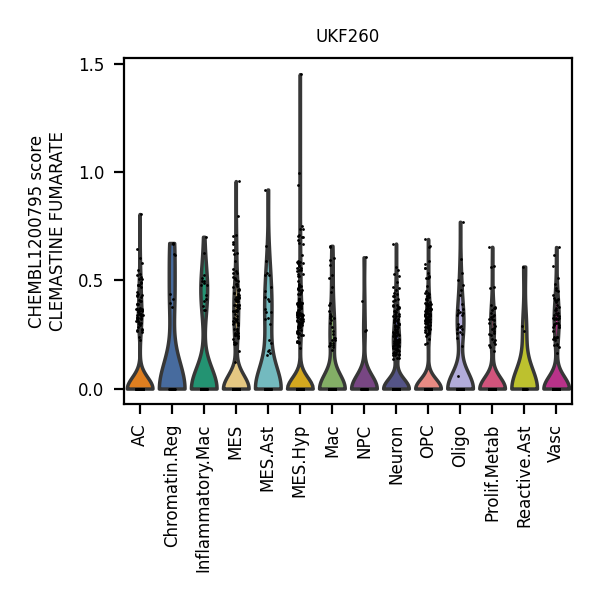 UKF260
CHEMBL1200795 score
CLEMASTINE FUMARATE
1.5
1.0
0.5
0.0
AC
Chromatin.Reg
Inflammatory.Mac
MES
MES.Ast
MES.Hyp
Mac
NPC
Neuron
OPC
Oligo
Prolif.Metab
Reactive.Ast
Vasc